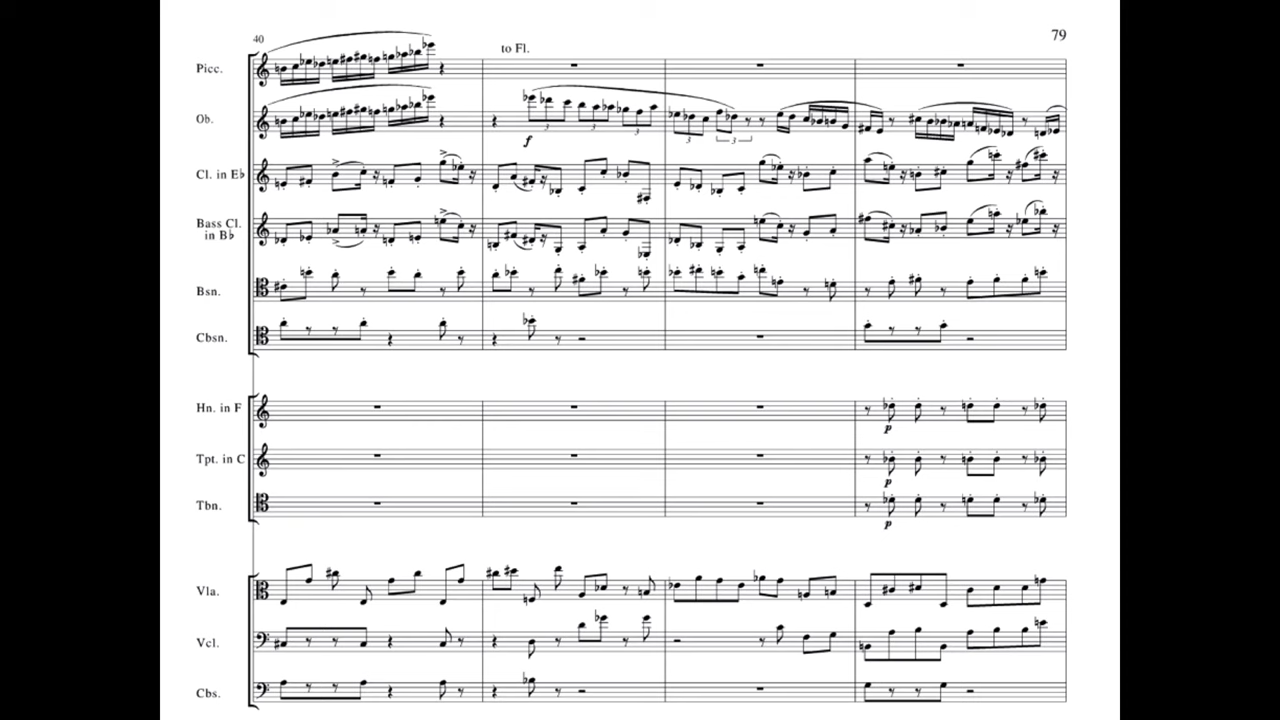 79
40
to Fl.
Picc.
Ob.
f
3 3 3 3 3
Cl. in E♭
Bass Cl.
in B♭
Bsn.
Cbsn.
Hn. in F
p
Tpt. in C
p
Tbn.
p
Vla.
Vcl.
Cbs.